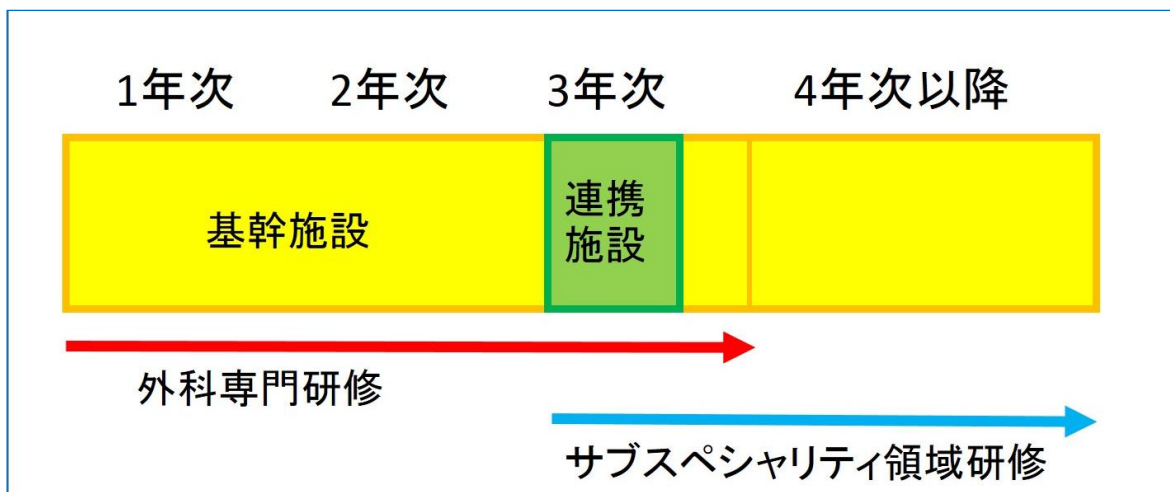 1年次 2年次 3年次 4年次以降
基幹施設
連携
施設
外科専門研修
サブスペシャリティ領域研修